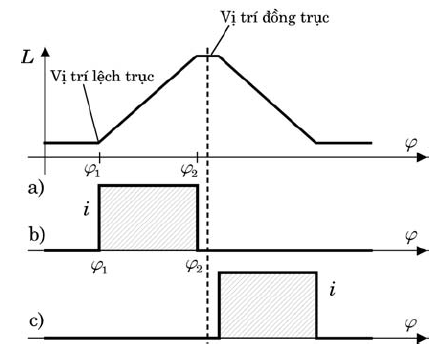 Vị trí đồng trục
L
Vị trí lệch trục
φ
φ₁ φ₂
a)
i
b)
φ
φ₁ φ₂
i
c)
φ